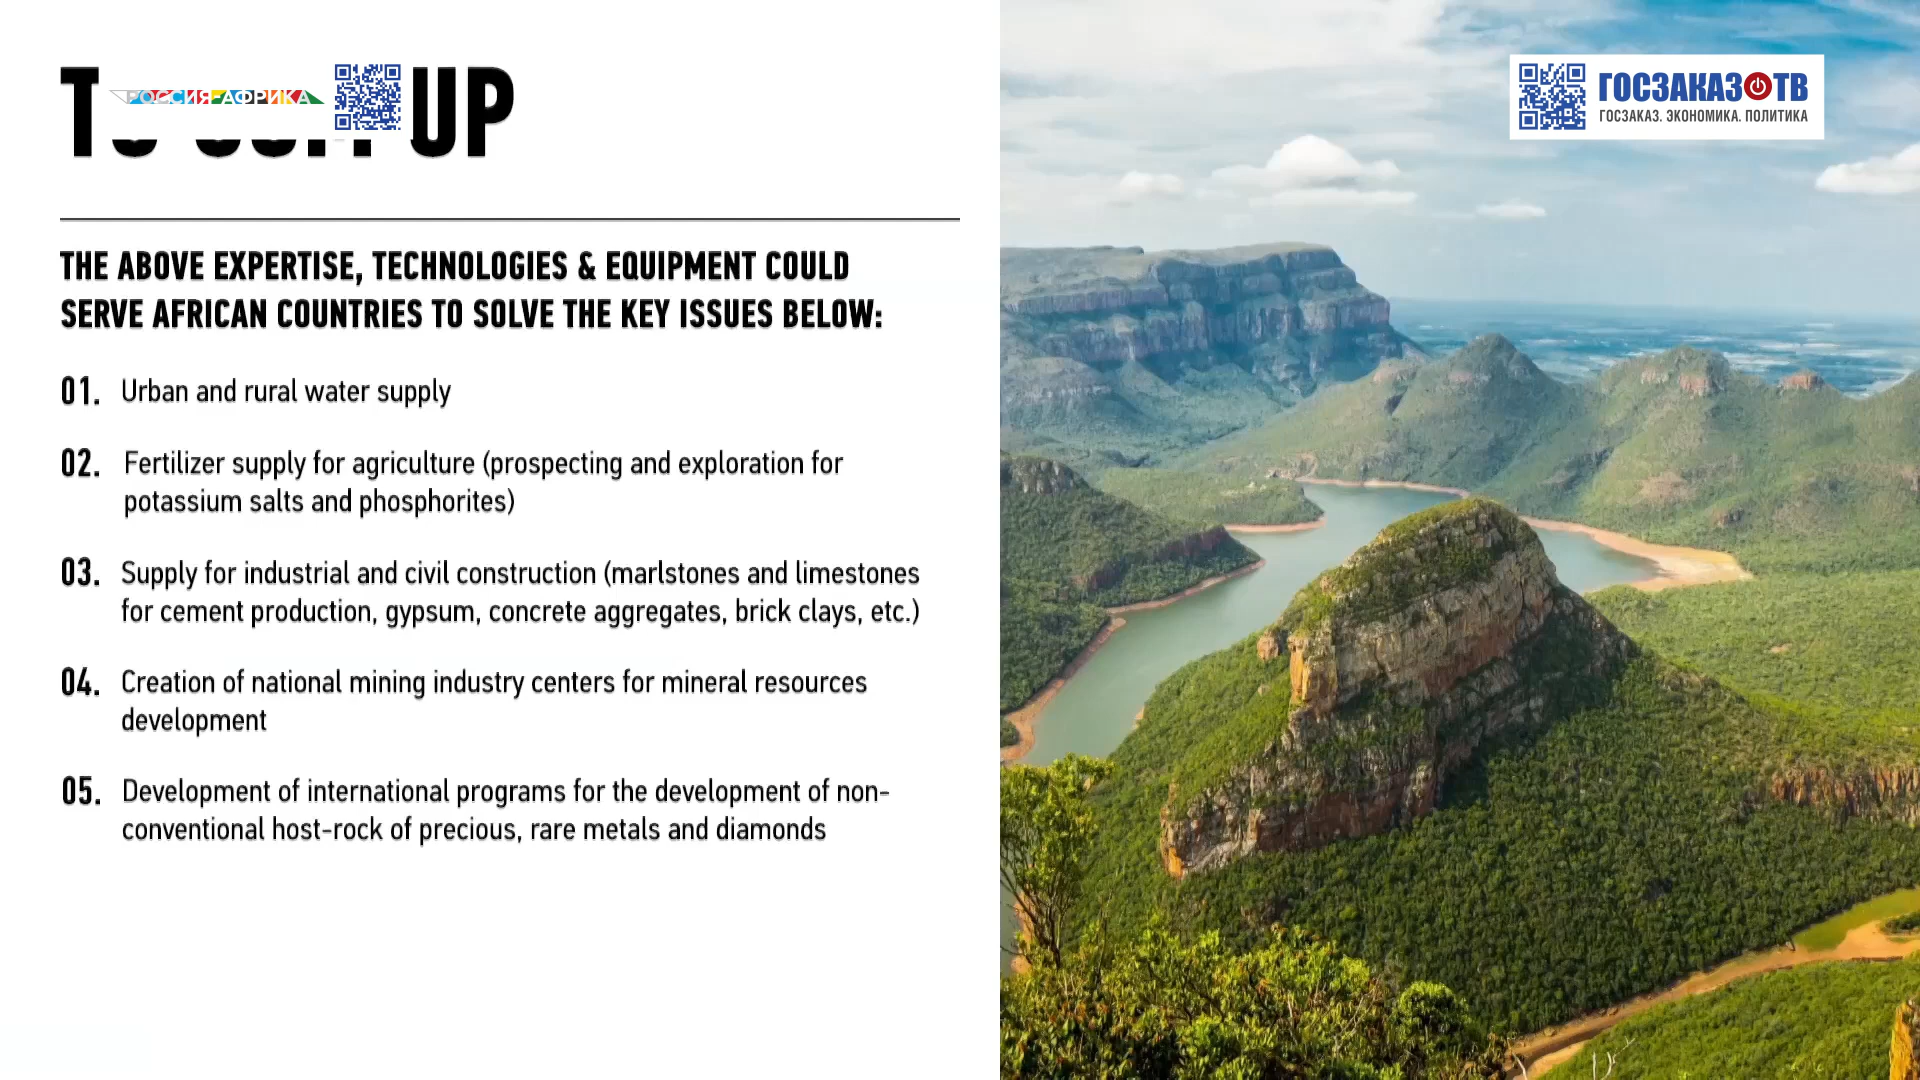 UP
РОССИЯ-АФРИКА
ГОСЗАКАЗ ТВ
ГОСЗАКАЗ. ЭКОНОМИКА. ПОЛИТИКА
THE ABOVE EXPERTISE, TECHNOLOGIES & EQUIPMENT COULD
SERVE AFRICAN COUNTRIES TO SOLVE THE KEY ISSUES BELOW:
01. Urban and rural water supply
02. Fertilizer supply for agriculture (prospecting and exploration for
potassium salts and phosphorites)
03. Supply for industrial and civil construction (marlstones and limestones
for cement production, gypsum, concrete aggregates, brick clays, etc.)
04. Creation of national mining industry centers for mineral resources
development
05. Development of international programs for the development of non-
conventional host-rock of precious, rare metals and diamonds